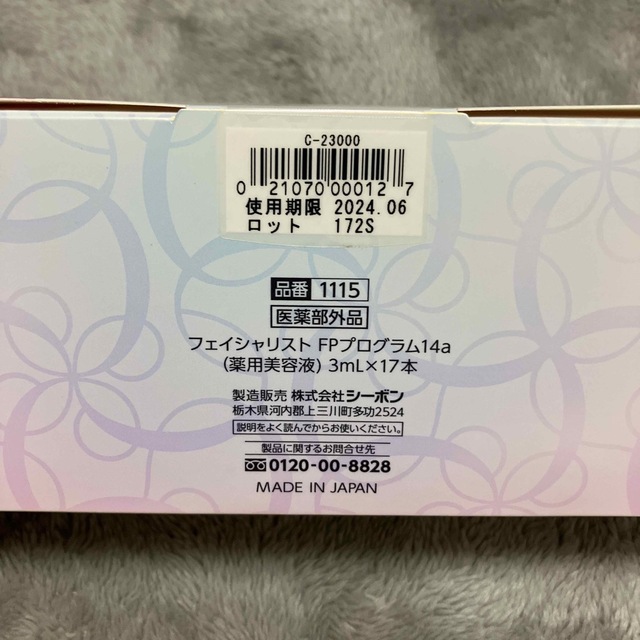 C-23000
0 21070 00012 7
使用期限 2024.06
ロット 172S
品番 1115
医薬部外品
フェイシャリスト FPプログラム14a
(薬用美容液) 3mL×17本
製造販売 株式会社シーボン
栃木県河内郡上三川町多功2524
説明をよく読んでからお使いください。
製品に関するお問合せ先
0120-00-8828
MADE IN JAPAN